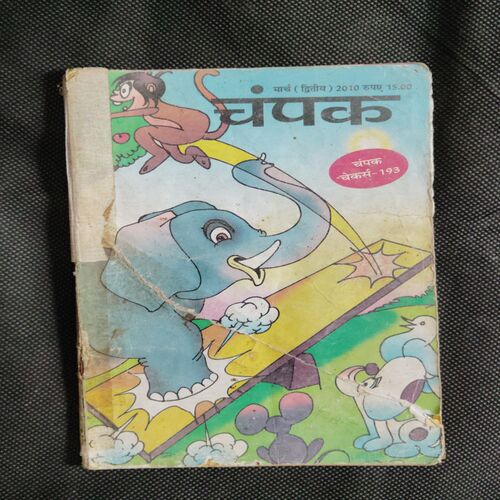 मार्च ( द्वितीय ) 2010 रुपए 15.00
चंपक
चंपक
चेकर्स-193